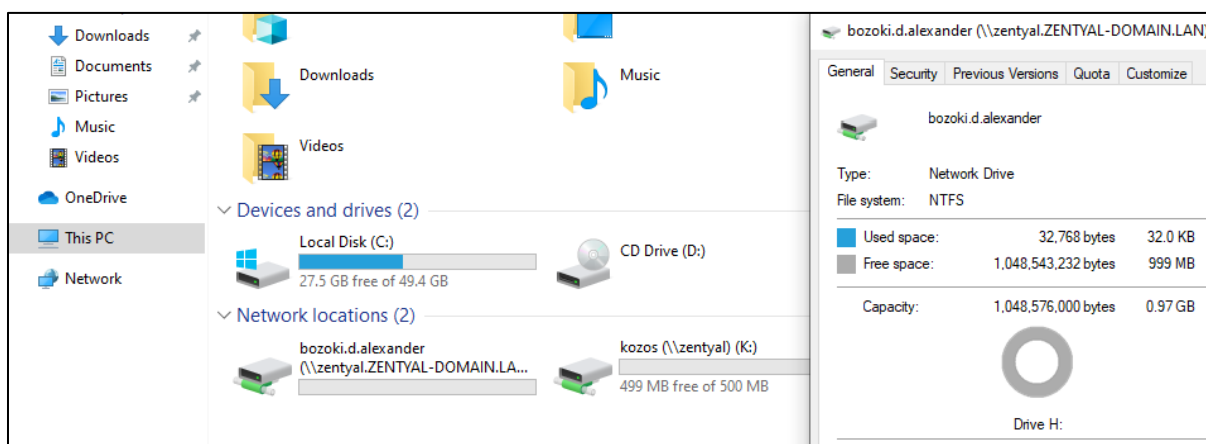 Downloads
Documents
Pictures
Music
Videos
OneDrive
This PC
Network
Downloads
Music
Videos
Devices and drives (2)
Local Disk (C:)
27.5 GB free of 49.4 GB
CD Drive (D:)
Network locations (2)
bozoki.d.alexander
(\\zentyal.ZENTYAL-DOMAIN.LA...
kozos (\\zentyal) (K:)
499 MB free of 500 MB
bozoki.d.alexander (\\zentyal.ZENTYAL-DOMAIN.LAN)
General Security Previous Versions Quota Customize
bozoki.d.alexander
Type: Network Drive
File system: NTFS
Used space: 32,768 bytes 32.0 KB
Free space: 1,048,543,232 bytes 999 MB
Capacity: 1,048,576,000 bytes 0.97 GB
Drive H: